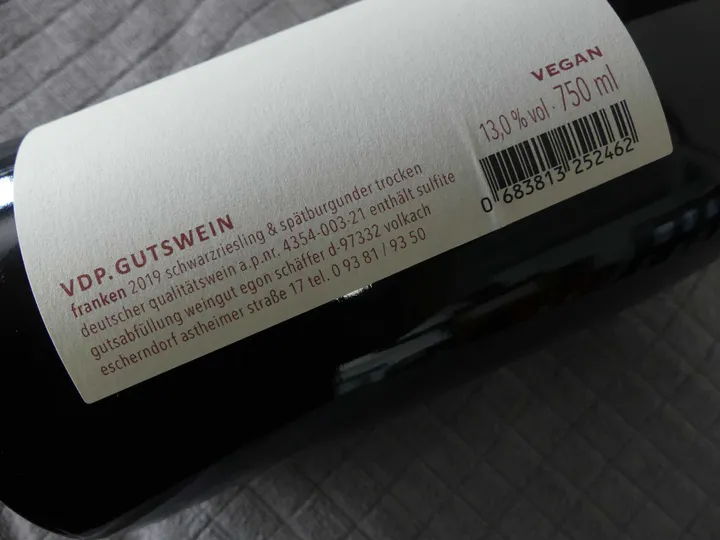 VEGAN
13,0 % vol · 750 ml
0 683813 252462
VDP.GUTSWEIN
franken 2019 schwarzriesling & spätburgunder trocken
deutscher qualitätswein a.p.nr. 4354-003-21 enthält sulfite
gutsabfüllung weingut egon schäffer d-97332 volkach
escherndorf astheimer straße 17 tel. 0 93 81 / 93 50